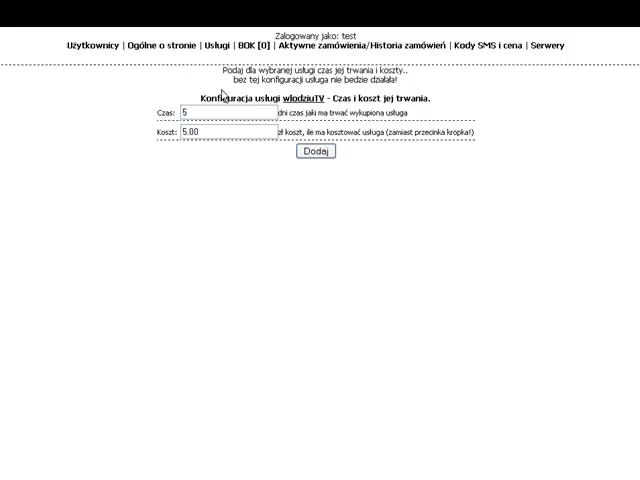 Zalogowany jako: test
Użytkownicy | Ogólne o stronie | Usługi | BOK [0] | Aktywne zamówienia/Historia zamówień | Kody SMS i cena | Serwery
Podaj dla wybranej usługi czas jej trwania i koszty..
bez tej konfiguracji usługa nie bedzie działała!
Konfiguracja usługi wlodziuTV - Czas i koszt jej trwania.
Czas: 5 dni czas jaki ma trwać wykupiona usługa
Koszt: 5.00 zł koszt, ile ma kosztować usługa (zamiast przecinka kropka!)
Dodaj